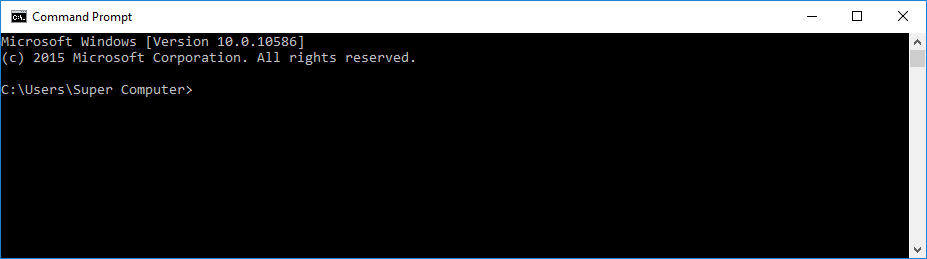 Command Prompt
Microsoft Windows [Version 10.0.10586]
(c) 2015 Microsoft Corporation. All rights reserved.
C:\Users\Super Computer>